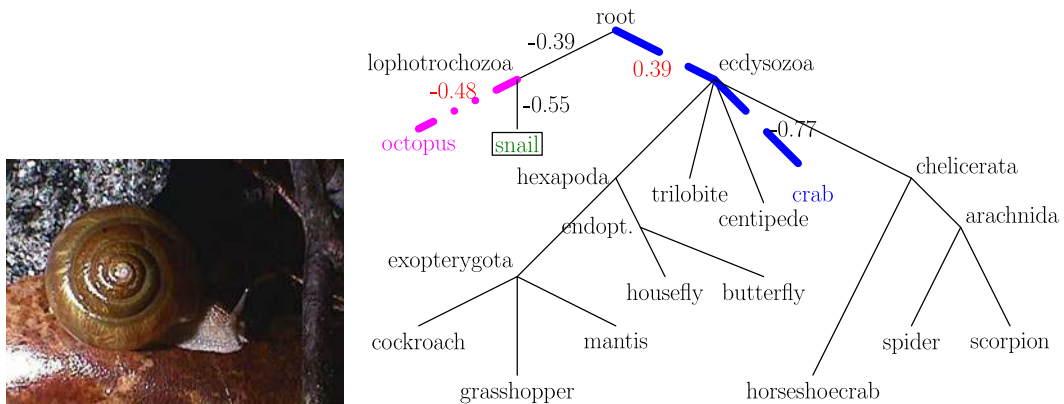 root
-0.39
lophotrochozoa
0.39
ecdysozoa
-0.48
-0.55
-0.77
octopus
snail
hexapoda
trilobite
centipede
crab
chelicerata
endopt.
arachnida
exopterygota
housefly
butterfly
cockroach
mantis
spider
scorpion
grasshopper
horseshoecrab